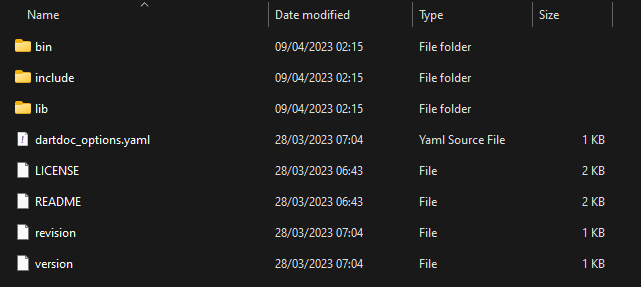 Name Date modified Type Size
bin 09/04/2023 02:15 File folder
include 09/04/2023 02:15 File folder
lib 09/04/2023 02:15 File folder
dartdoc_options.yaml 28/03/2023 07:04 Yaml Source File 1 KB
LICENSE 28/03/2023 06:43 File 2 KB
README 28/03/2023 06:43 File 2 KB
revision 28/03/2023 07:04 File 1 KB
version 28/03/2023 07:04 File 1 KB